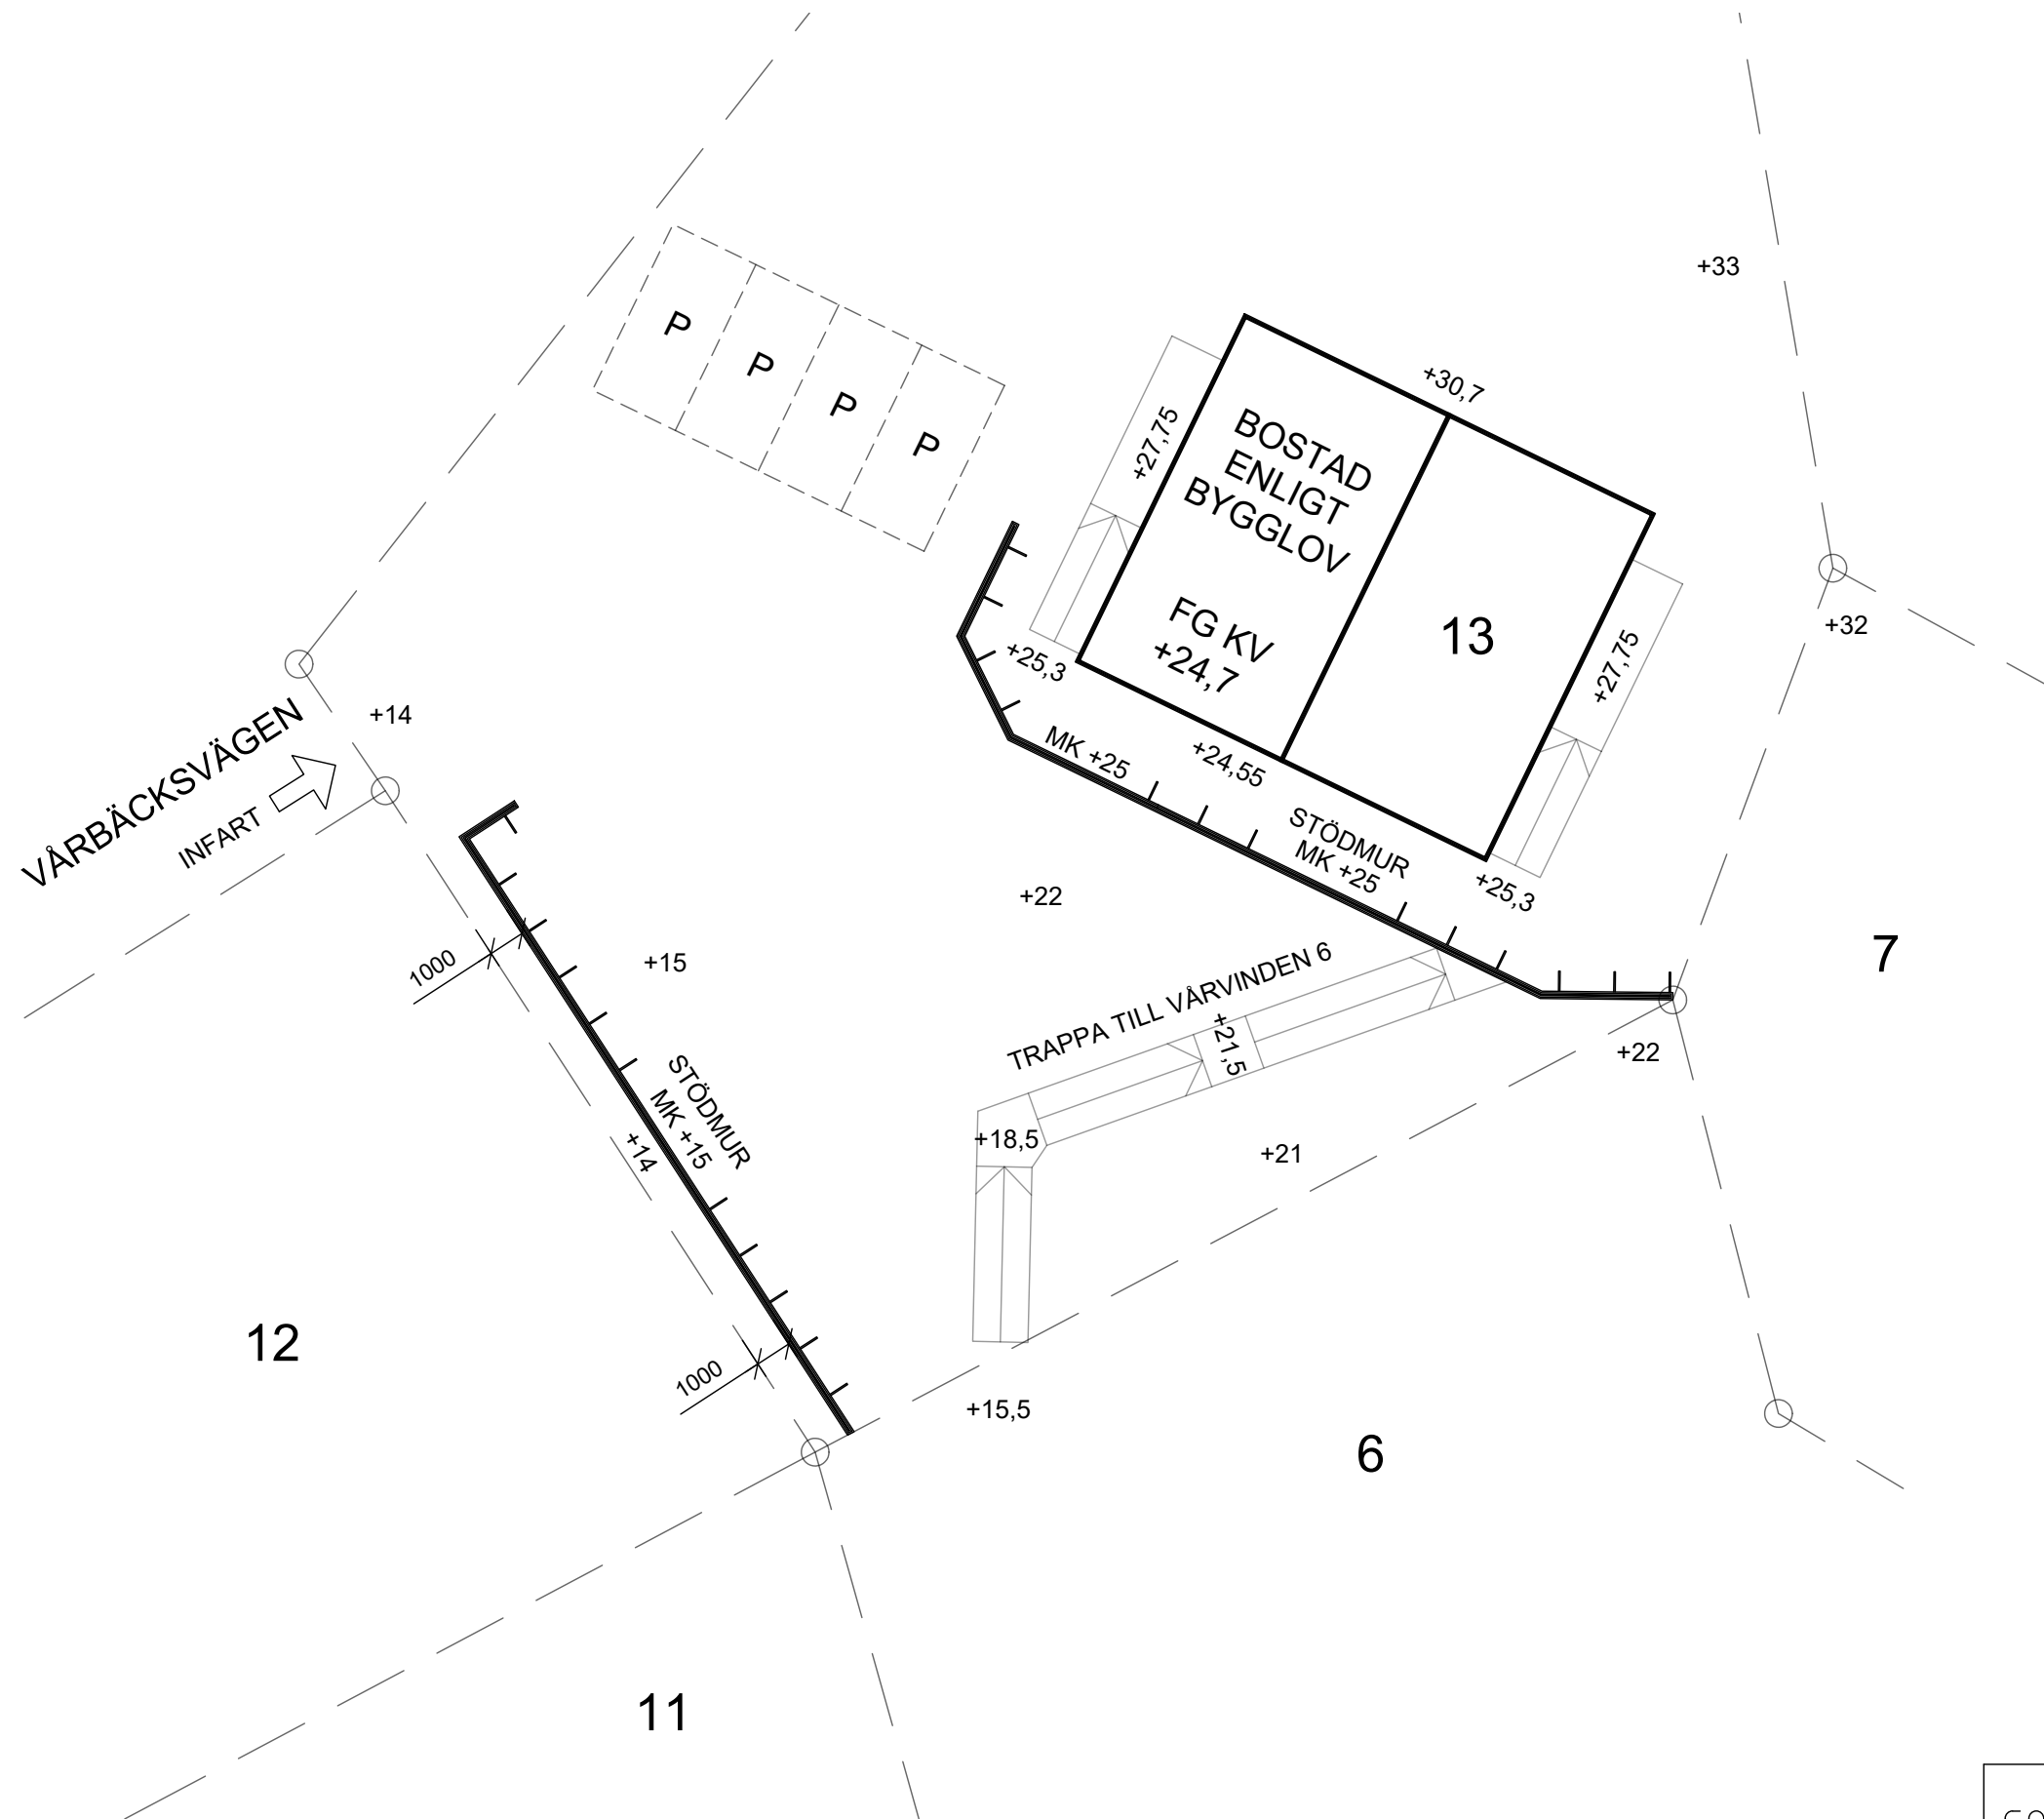 +33
P
P
P
P
+30,7
+27,75
BOSTAD
ENLIGT
BYGGLOV
FG KV
+24,7
13
+32
+27,75
+25,3
+14
VÅRBÄCKSVÄGEN
INFART
MK +25
+24,55
STÖDMUR
MK +25
+25,3
+22
7
1000
+15
TRAPPA TILL VÅRVINDEN 6
+21,5
+22
STÖDMUR
MK +15
+14
+18,5
+21
12
1000
+15,5
6
11